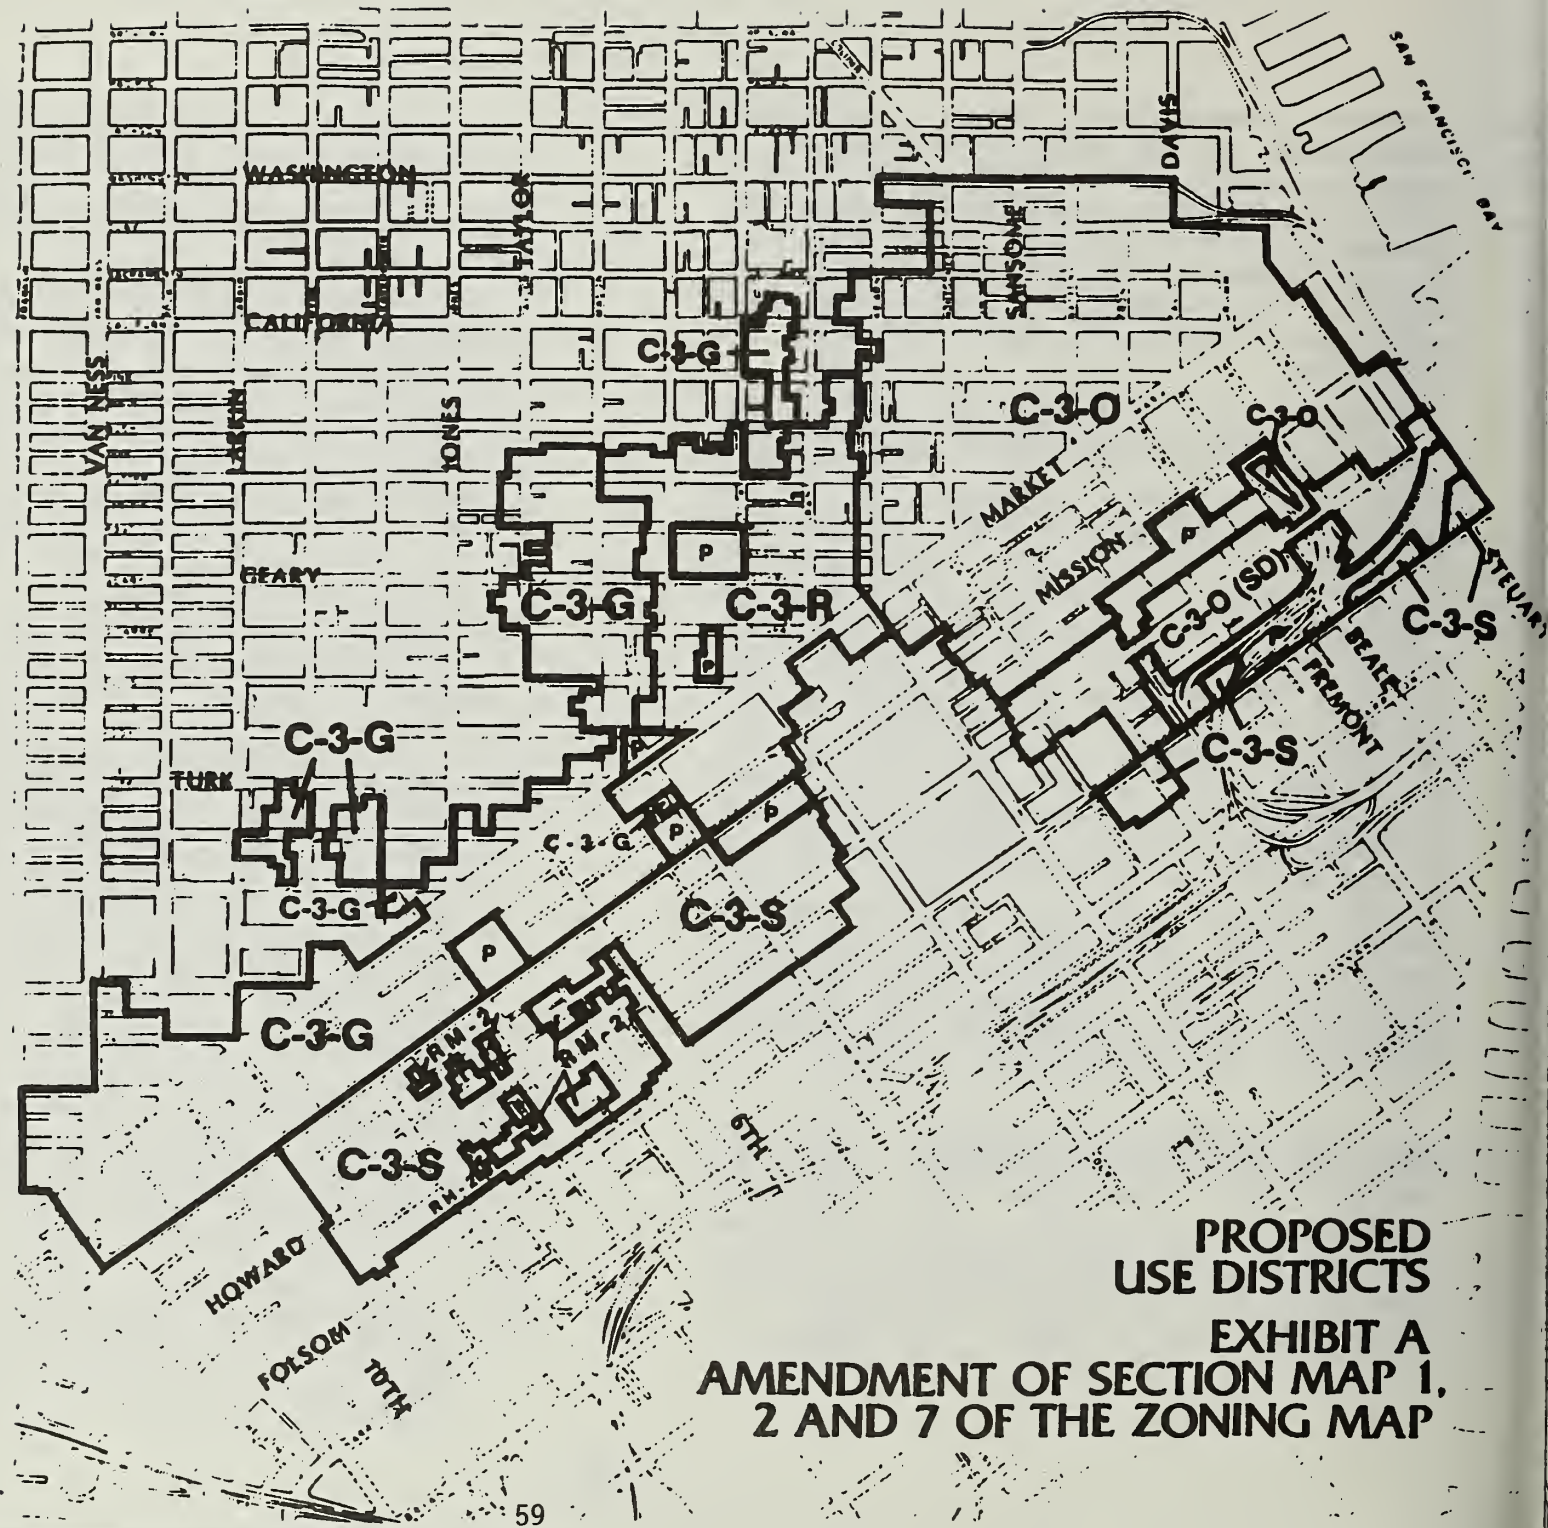 SAN FRANCISCO BAY
DAVIS
WASHINGTON
TAYLOR
SANSOME
CALIFORNIA
C-3-G
VAN NESS
LARKIN
JONES
C-3-O
C-3-O
MARKET
MISSION
P
P
GEARY
C-3-G
C-3-R
C-3-O (SD)
P
STEUART
C-3-S
BEALE
FREMONT
P
C-3-G
P
C-3-S
TURK
P
P
C-3-G
C-3-G
C-3-S
P
C-3-G
RM-2
RM-2
C-3-S
6TH
HOWARD
FOLSOM
10TH
PROPOSED
USE DISTRICTS
EXHIBIT A
AMENDMENT OF SECTION MAP 1,
2 AND 7 OF THE ZONING MAP
59